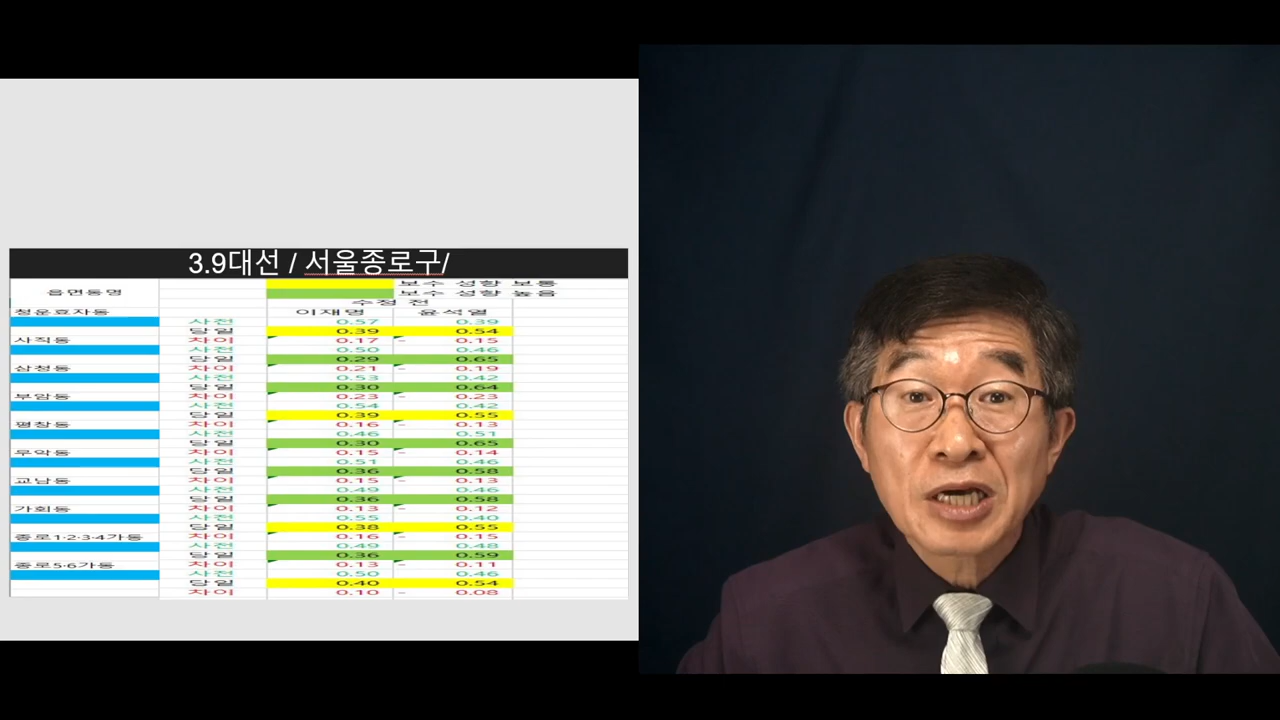 3.9대선 / 서울종로구/
읍면동명 보수 성향 보통
보수 성향 높음
수정 전
청운효자동 이재명 윤석열
사전 0.57 0.39
당일 0.39 0.54
사직동 차이 0.17 - 0.15
사전 0.50 0.46
당일 0.29 0.65
삼청동 차이 0.21 - 0.19
사전 0.53 0.42
당일 0.30 0.64
부암동 차이 0.23 - 0.23
사전 0.54 0.42
당일 0.39 0.55
평창동 차이 0.16 - 0.13
사전 0.46 0.51
당일 0.30 0.65
무악동 차이 0.15 - 0.14
사전 0.51 0.46
당일 0.36 0.58
교남동 차이 0.15 - 0.13
사전 0.49 0.46
당일 0.36 0.58
가회동 차이 0.13 - 0.12
사전 0.55 0.40
당일 0.38 0.55
종로1·2·3·4가동 차이 0.16 - 0.15
사전 0.49 0.48
당일 0.36 0.59
종로5·6가동 차이 0.13 - 0.11
사전 0.50 0.46
당일 0.40 0.54
차이 0.10 - 0.08